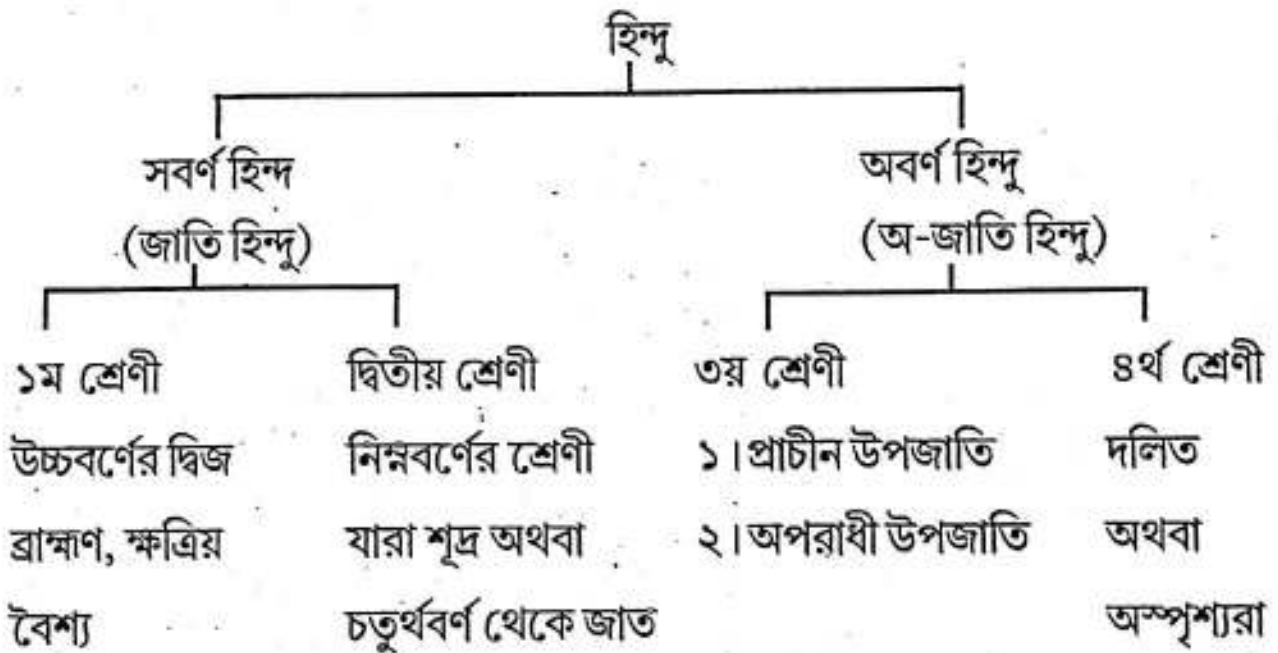 হিন্দু
সবর্ণ হিন্দ অবর্ণ হিন্দু
(জাতি হিন্দু) (অ-জাতি হিন্দু)
১ম শ্রেণী দ্বিতীয় শ্রেণী ৩য় শ্রেণী ৪র্থ শ্রেণী
উচ্চবর্ণের দ্বিজ নিম্নবর্ণের শ্রেণী ১। প্রাচীন উপজাতি দলিত
ব্রাহ্মণ, ক্ষত্রিয় যারা শূদ্র অথবা ২। অপরাধী উপজাতি অথবা
বৈশ্য চতুর্থবর্ণ থেকে জাত অস্পৃশ্যরা